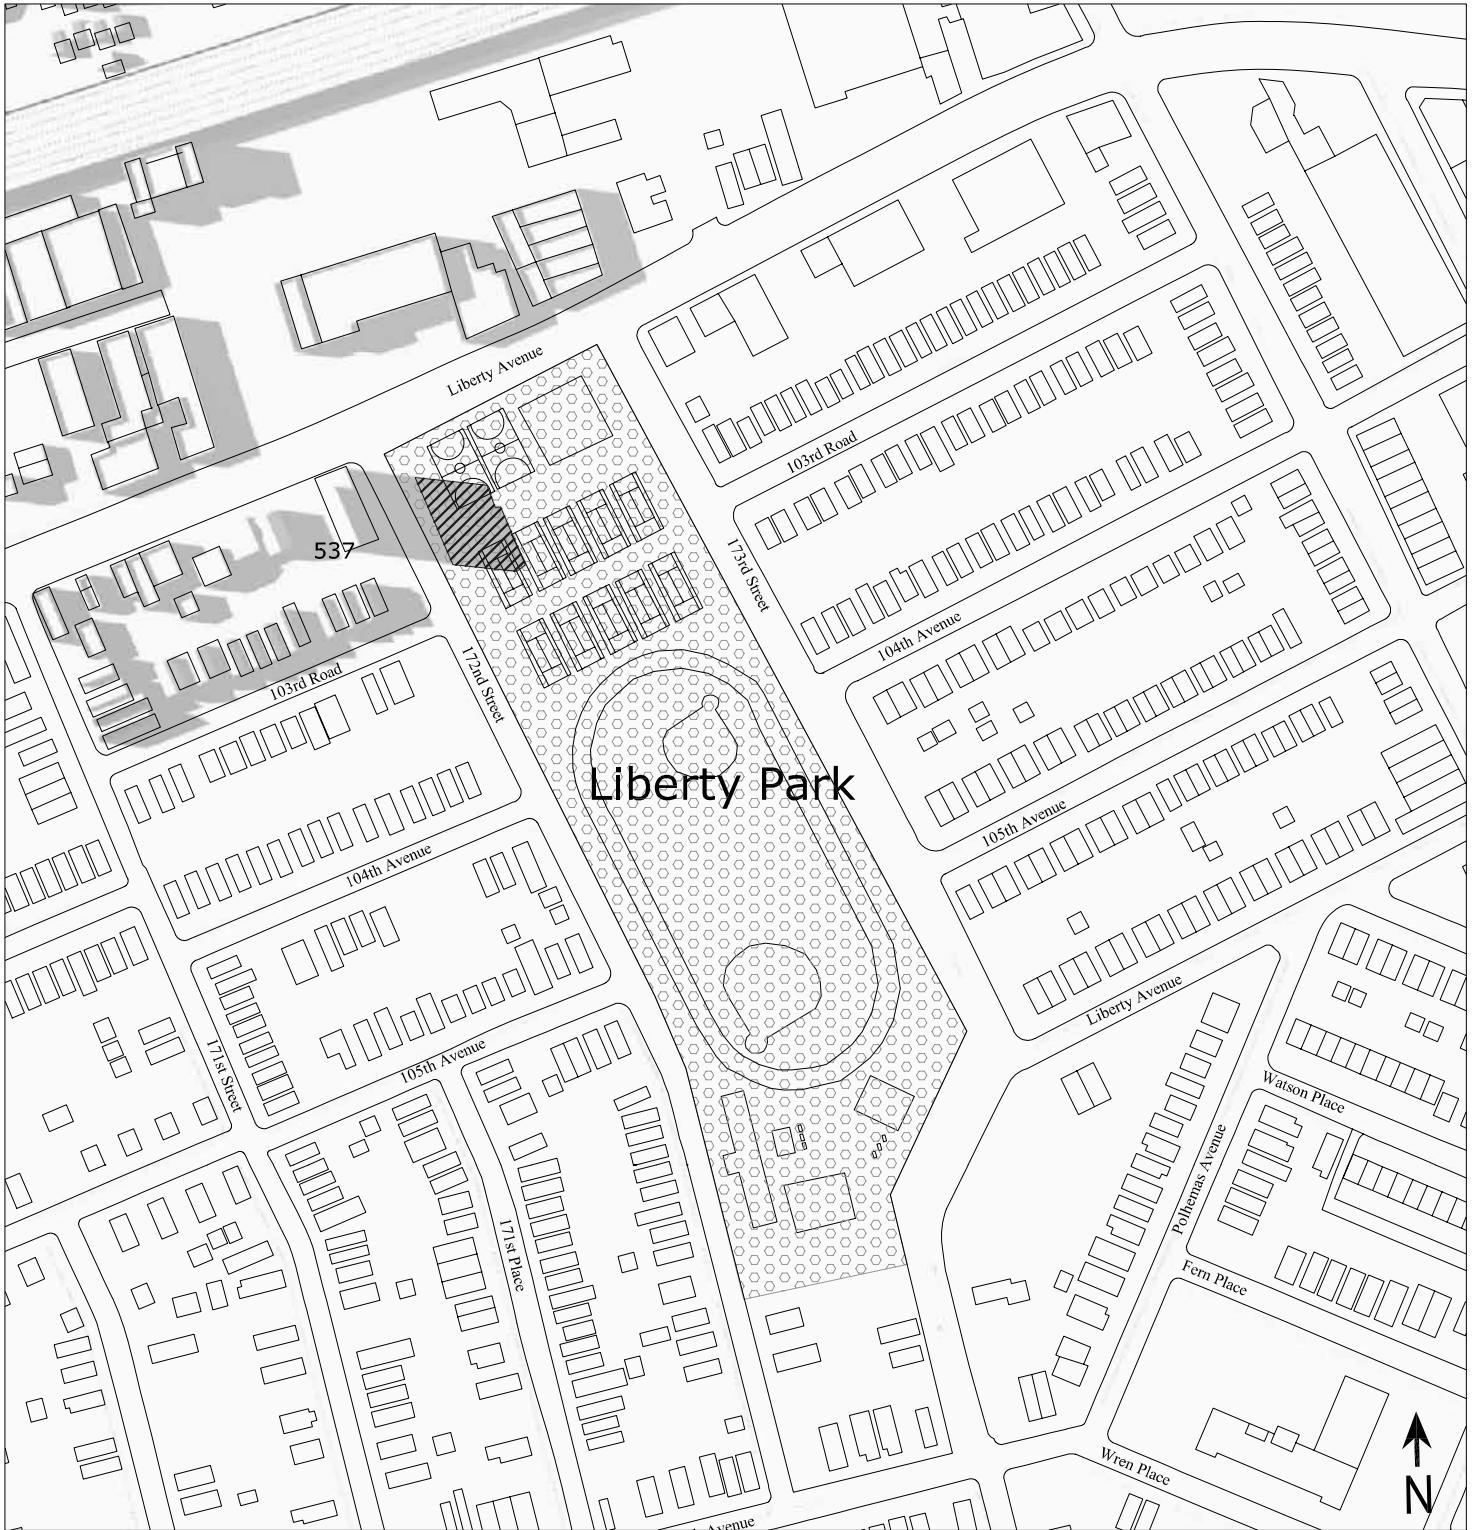 Liberty Avenue
103rd Road
537
173rd Street
104th Avenue
172nd Street
103rd Road
Liberty Park
105th Avenue
104th Avenue
Liberty Avenue
171st Street
105th Avenue
Watson Place
Polhemas Avenue
171st Place
Fern Place
Wren Place
N
Avenue